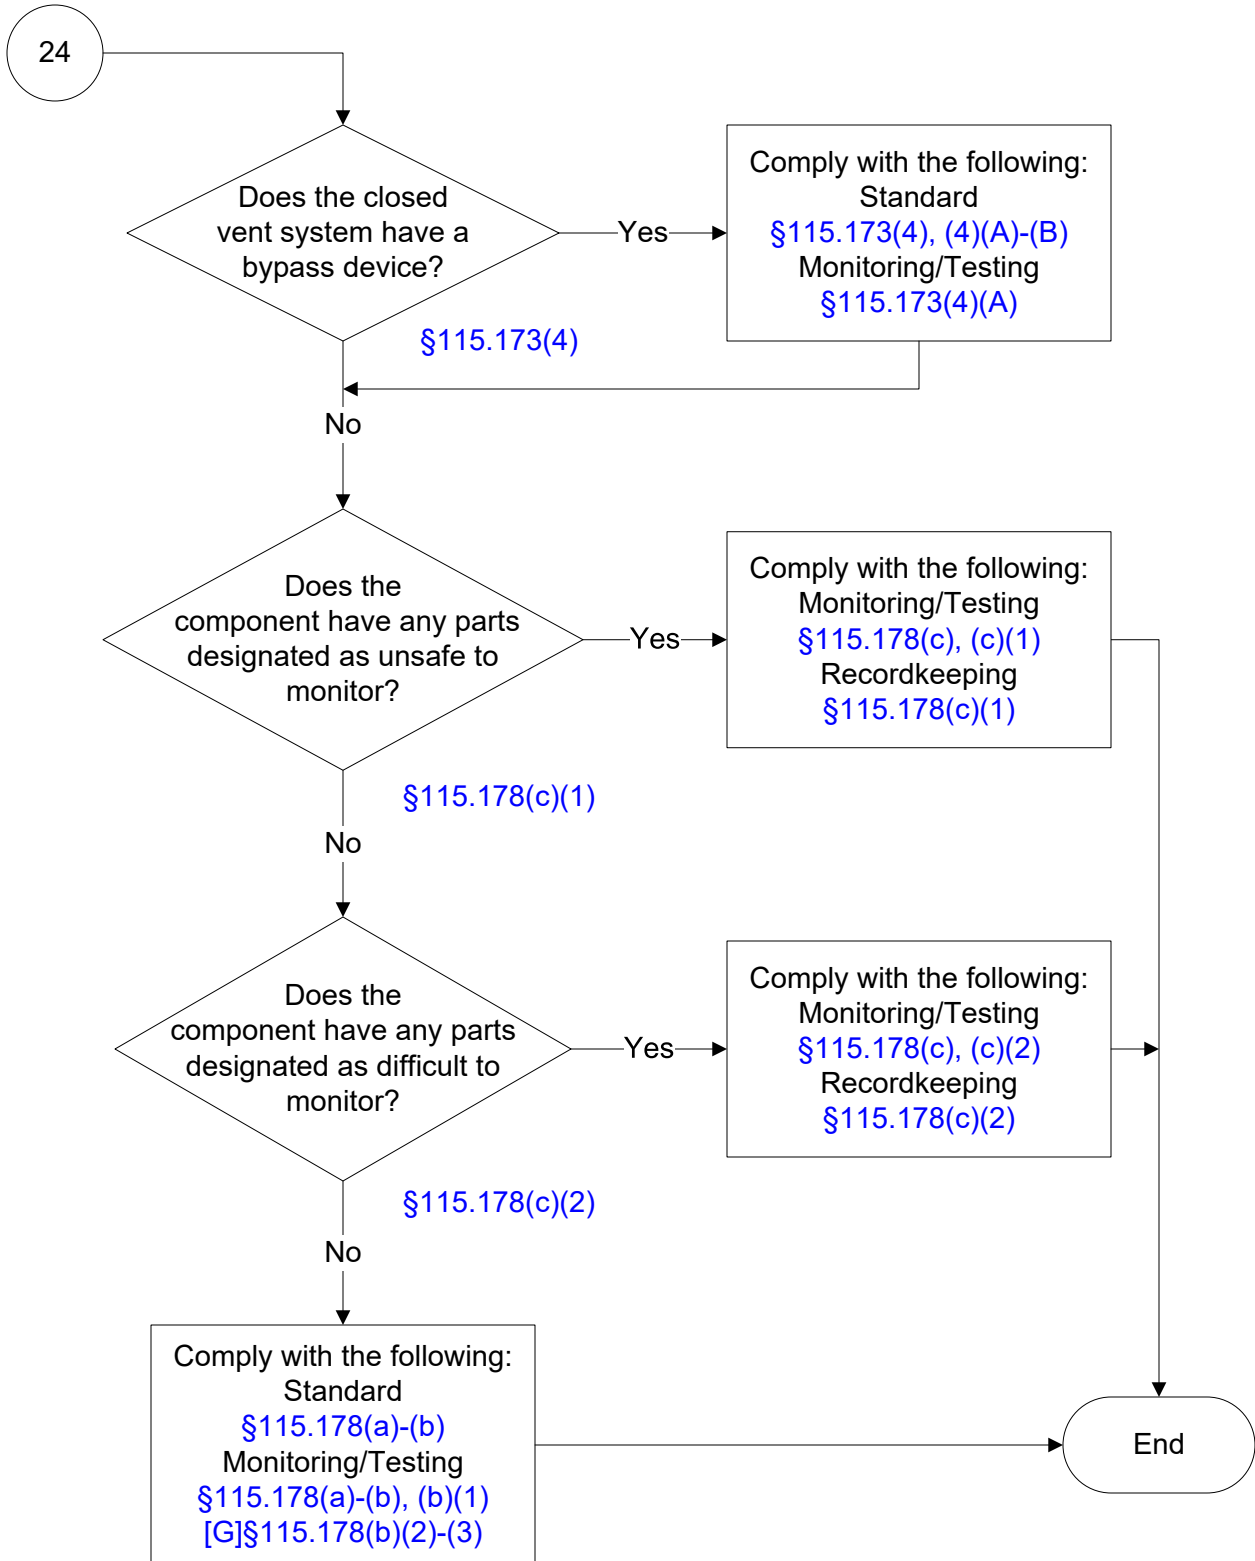 24
Does the closed
vent system have a
bypass device?
Yes
Comply with the following:
Standard
§115.173(4), (4)(A)-(B)
Monitoring/Testing
§115.173(4)(A)
§115.173(4)
No
Does the
component have any parts
designated as unsafe to
monitor?
Yes
Comply with the following:
Monitoring/Testing
§115.178(c), (c)(1)
Recordkeeping
§115.178(c)(1)
§115.178(c)(1)
No
Does the
component have any parts
designated as difficult to
monitor?
Yes
Comply with the following:
Monitoring/Testing
§115.178(c), (c)(2)
Recordkeeping
§115.178(c)(2)
§115.178(c)(2)
No
Comply with the following:
Standard
§115.178(a)-(b)
Monitoring/Testing
§115.178(a)-(b), (b)(1)
[G]§115.178(b)(2)-(3)
End